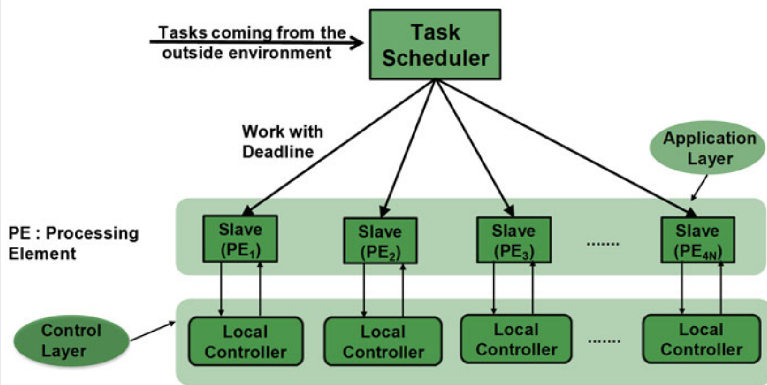 Tasks coming from the
outside environment
Task
Scheduler
Work with
Deadline
Application
Layer
PE : Processing
Element
Slave
(PE₁)
Slave
(PE₂)
Slave
(PE₃)
.......
Slave
(PE₄ₙ)
Control
Layer
Local
Controller
Local
Controller
Local
Controller
.......
Local
Controller